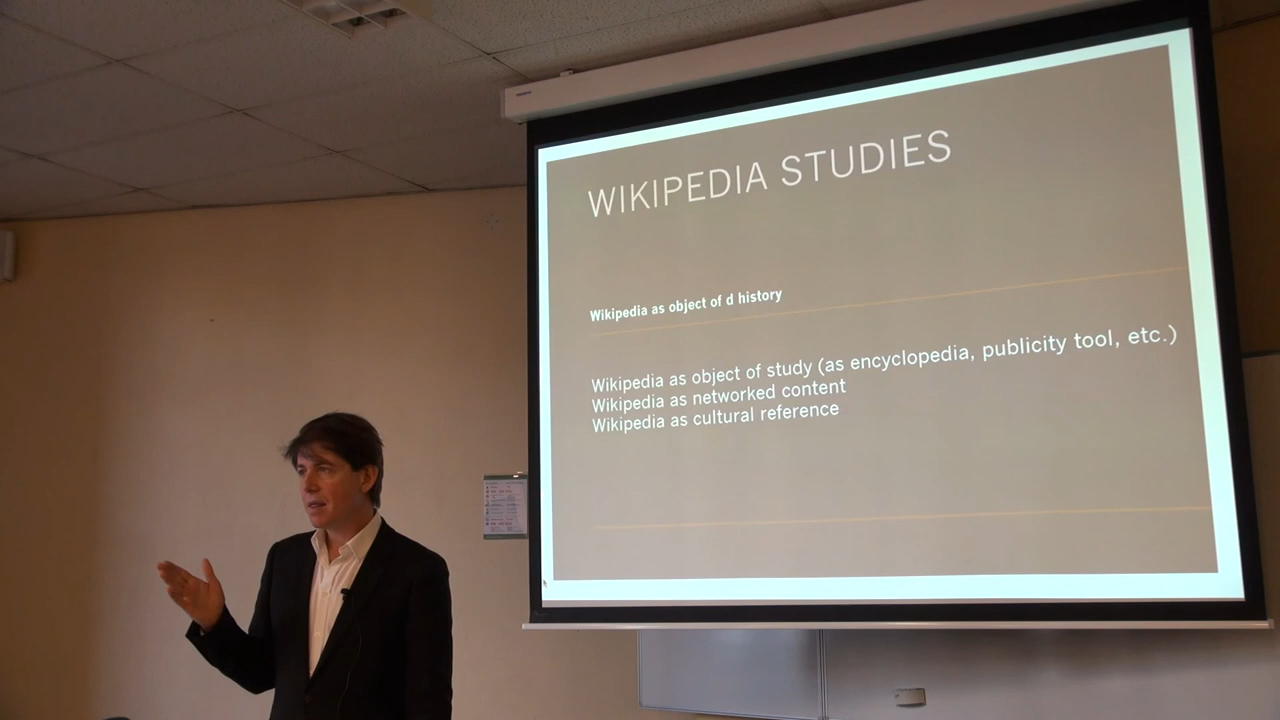 WIKIPEDIA STUDIES
Wikipedia as object of d history
Wikipedia as object of study (as encyclopedia, publicity tool, etc.)
Wikipedia as networked content
Wikipedia as cultural reference